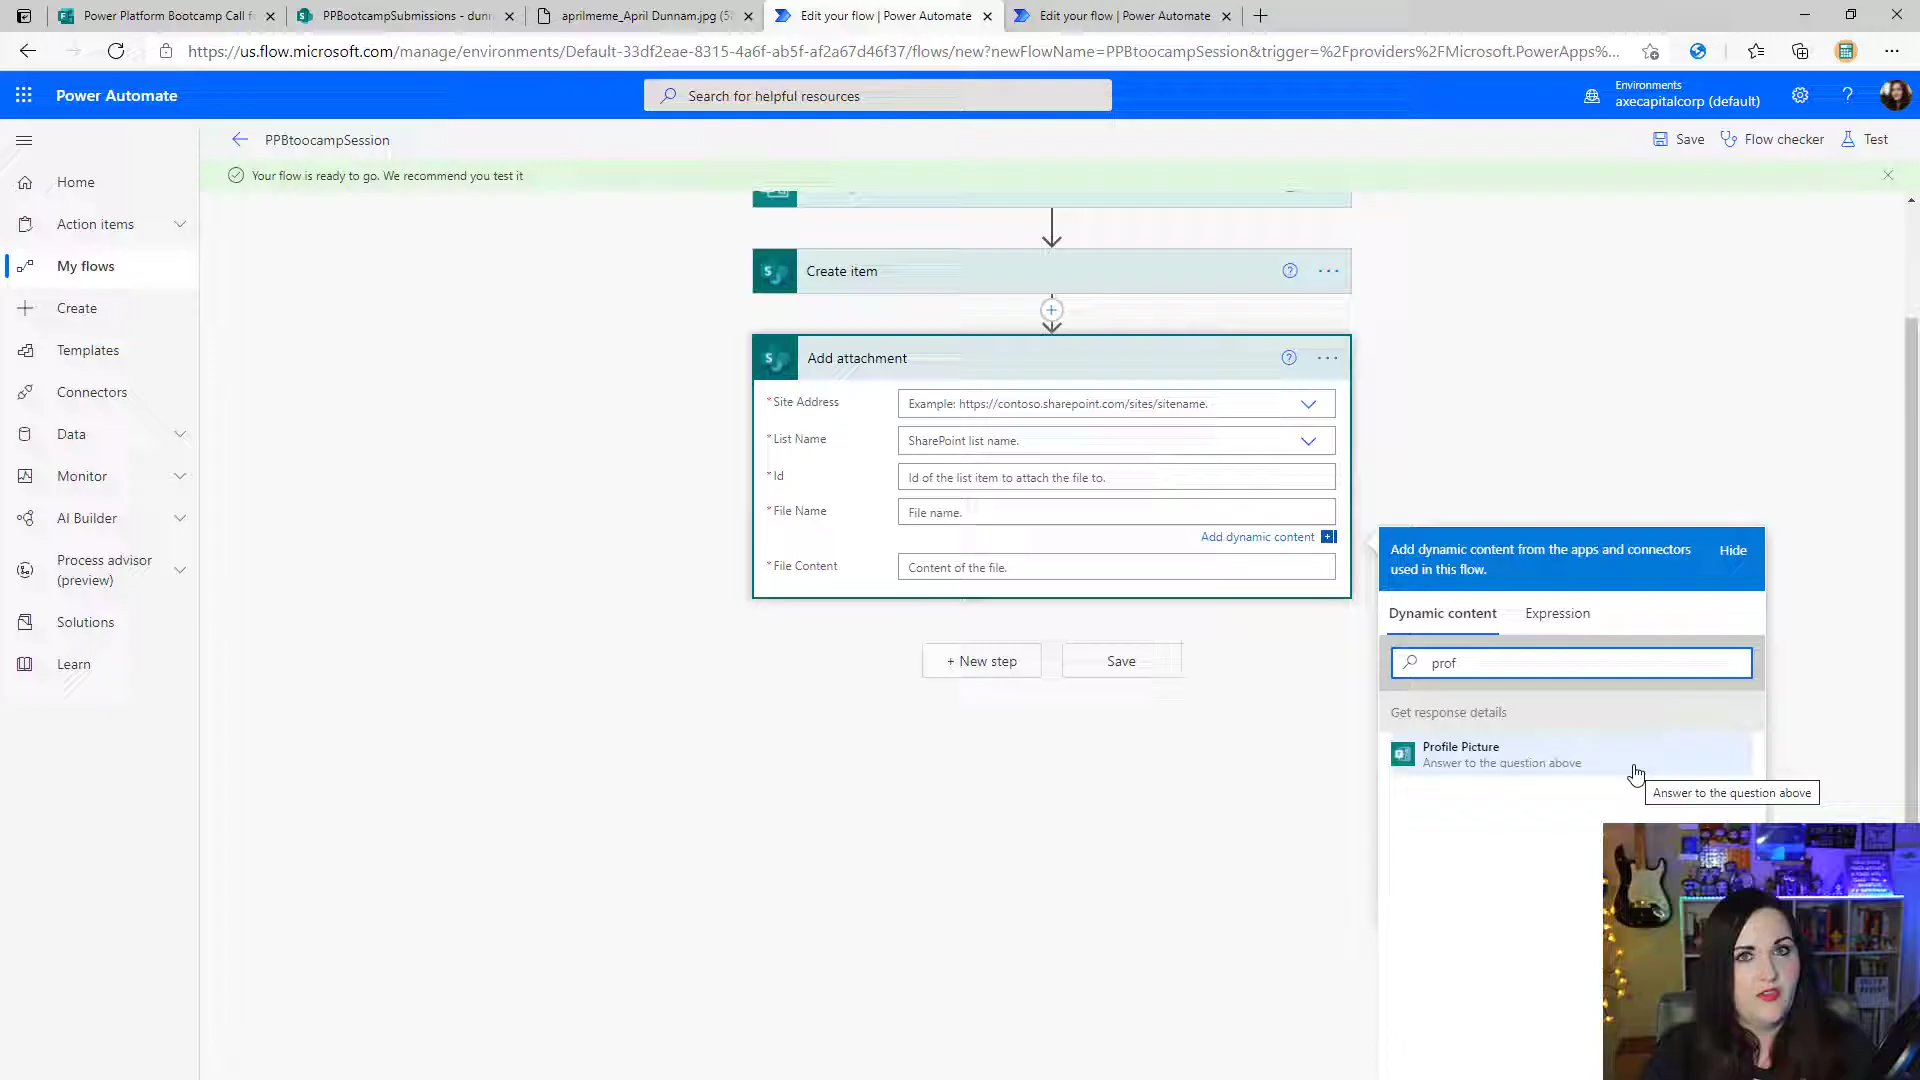 Power Platform Bootcamp Call fo
PPBootcampSubmissions - dunn
aprilmeme_April Dunnam.jpg (5
Edit your flow | Power Automate
Edit your flow | Power Automate
https://us.flow.microsoft.com/manage/environments/Default-33df2eae-8315-4a6f-ab5f-af2a67d46f37/flows/new?newFlowName=PPBtoocampSession&trigger=%2Fproviders%2FMicrosoft.PowerApps%...
Power Automate
Search for helpful resources
Environments
axecapitalcorp (default)
PPBtoocampSession
Save
Flow checker
Test
Your flow is ready to go. We recommend you test it
Home
Action items
My flows
Create
Templates
Connectors
Data
Monitor
AI Builder
Process advisor
(preview)
Solutions
Learn
Create item
Add attachment
* Site Address
Example: https://contoso.sharepoint.com/sites/sitename.
* List Name
SharePoint list name.
* Id
Id of the list item to attach the file to.
* File Name
File name.
Add dynamic content
* File Content
Content of the file.
+ New step
Save
Add dynamic content from the apps and connectors
used in this flow.
Hide
Dynamic content
Expression
prof
Get response details
Profile Picture
Answer to the question above
Answer to the question above